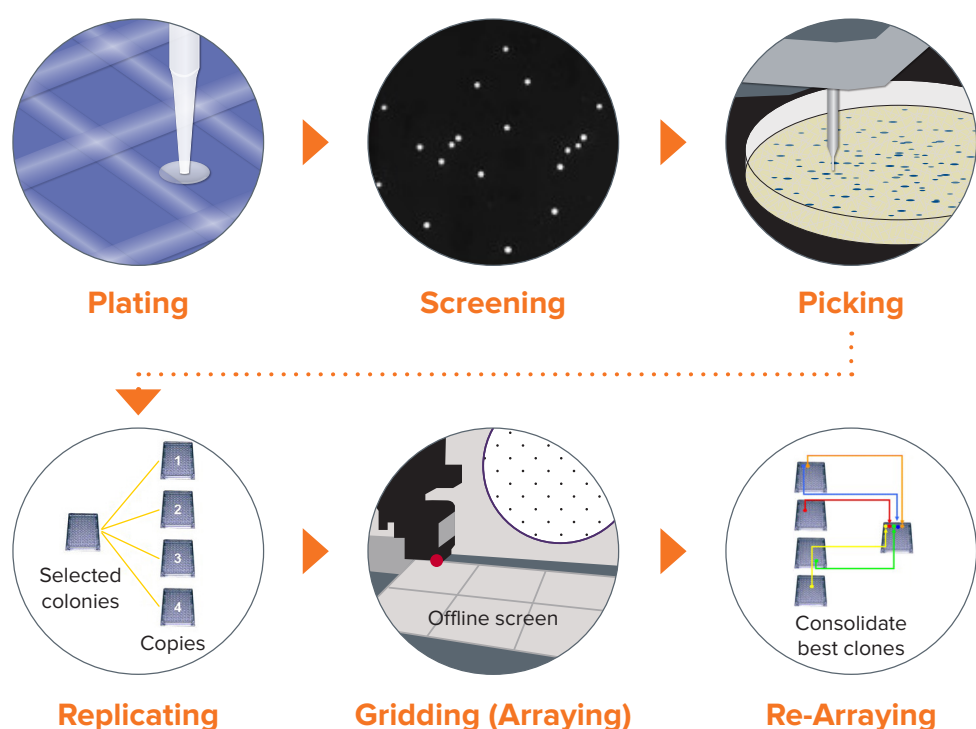 Plating
Screening
Picking
1
2
3
4
Selected
colonies
Copies
Offline screen
Consolidate
best clones
Replicating
Gridding (Arraying)
Re-Arraying